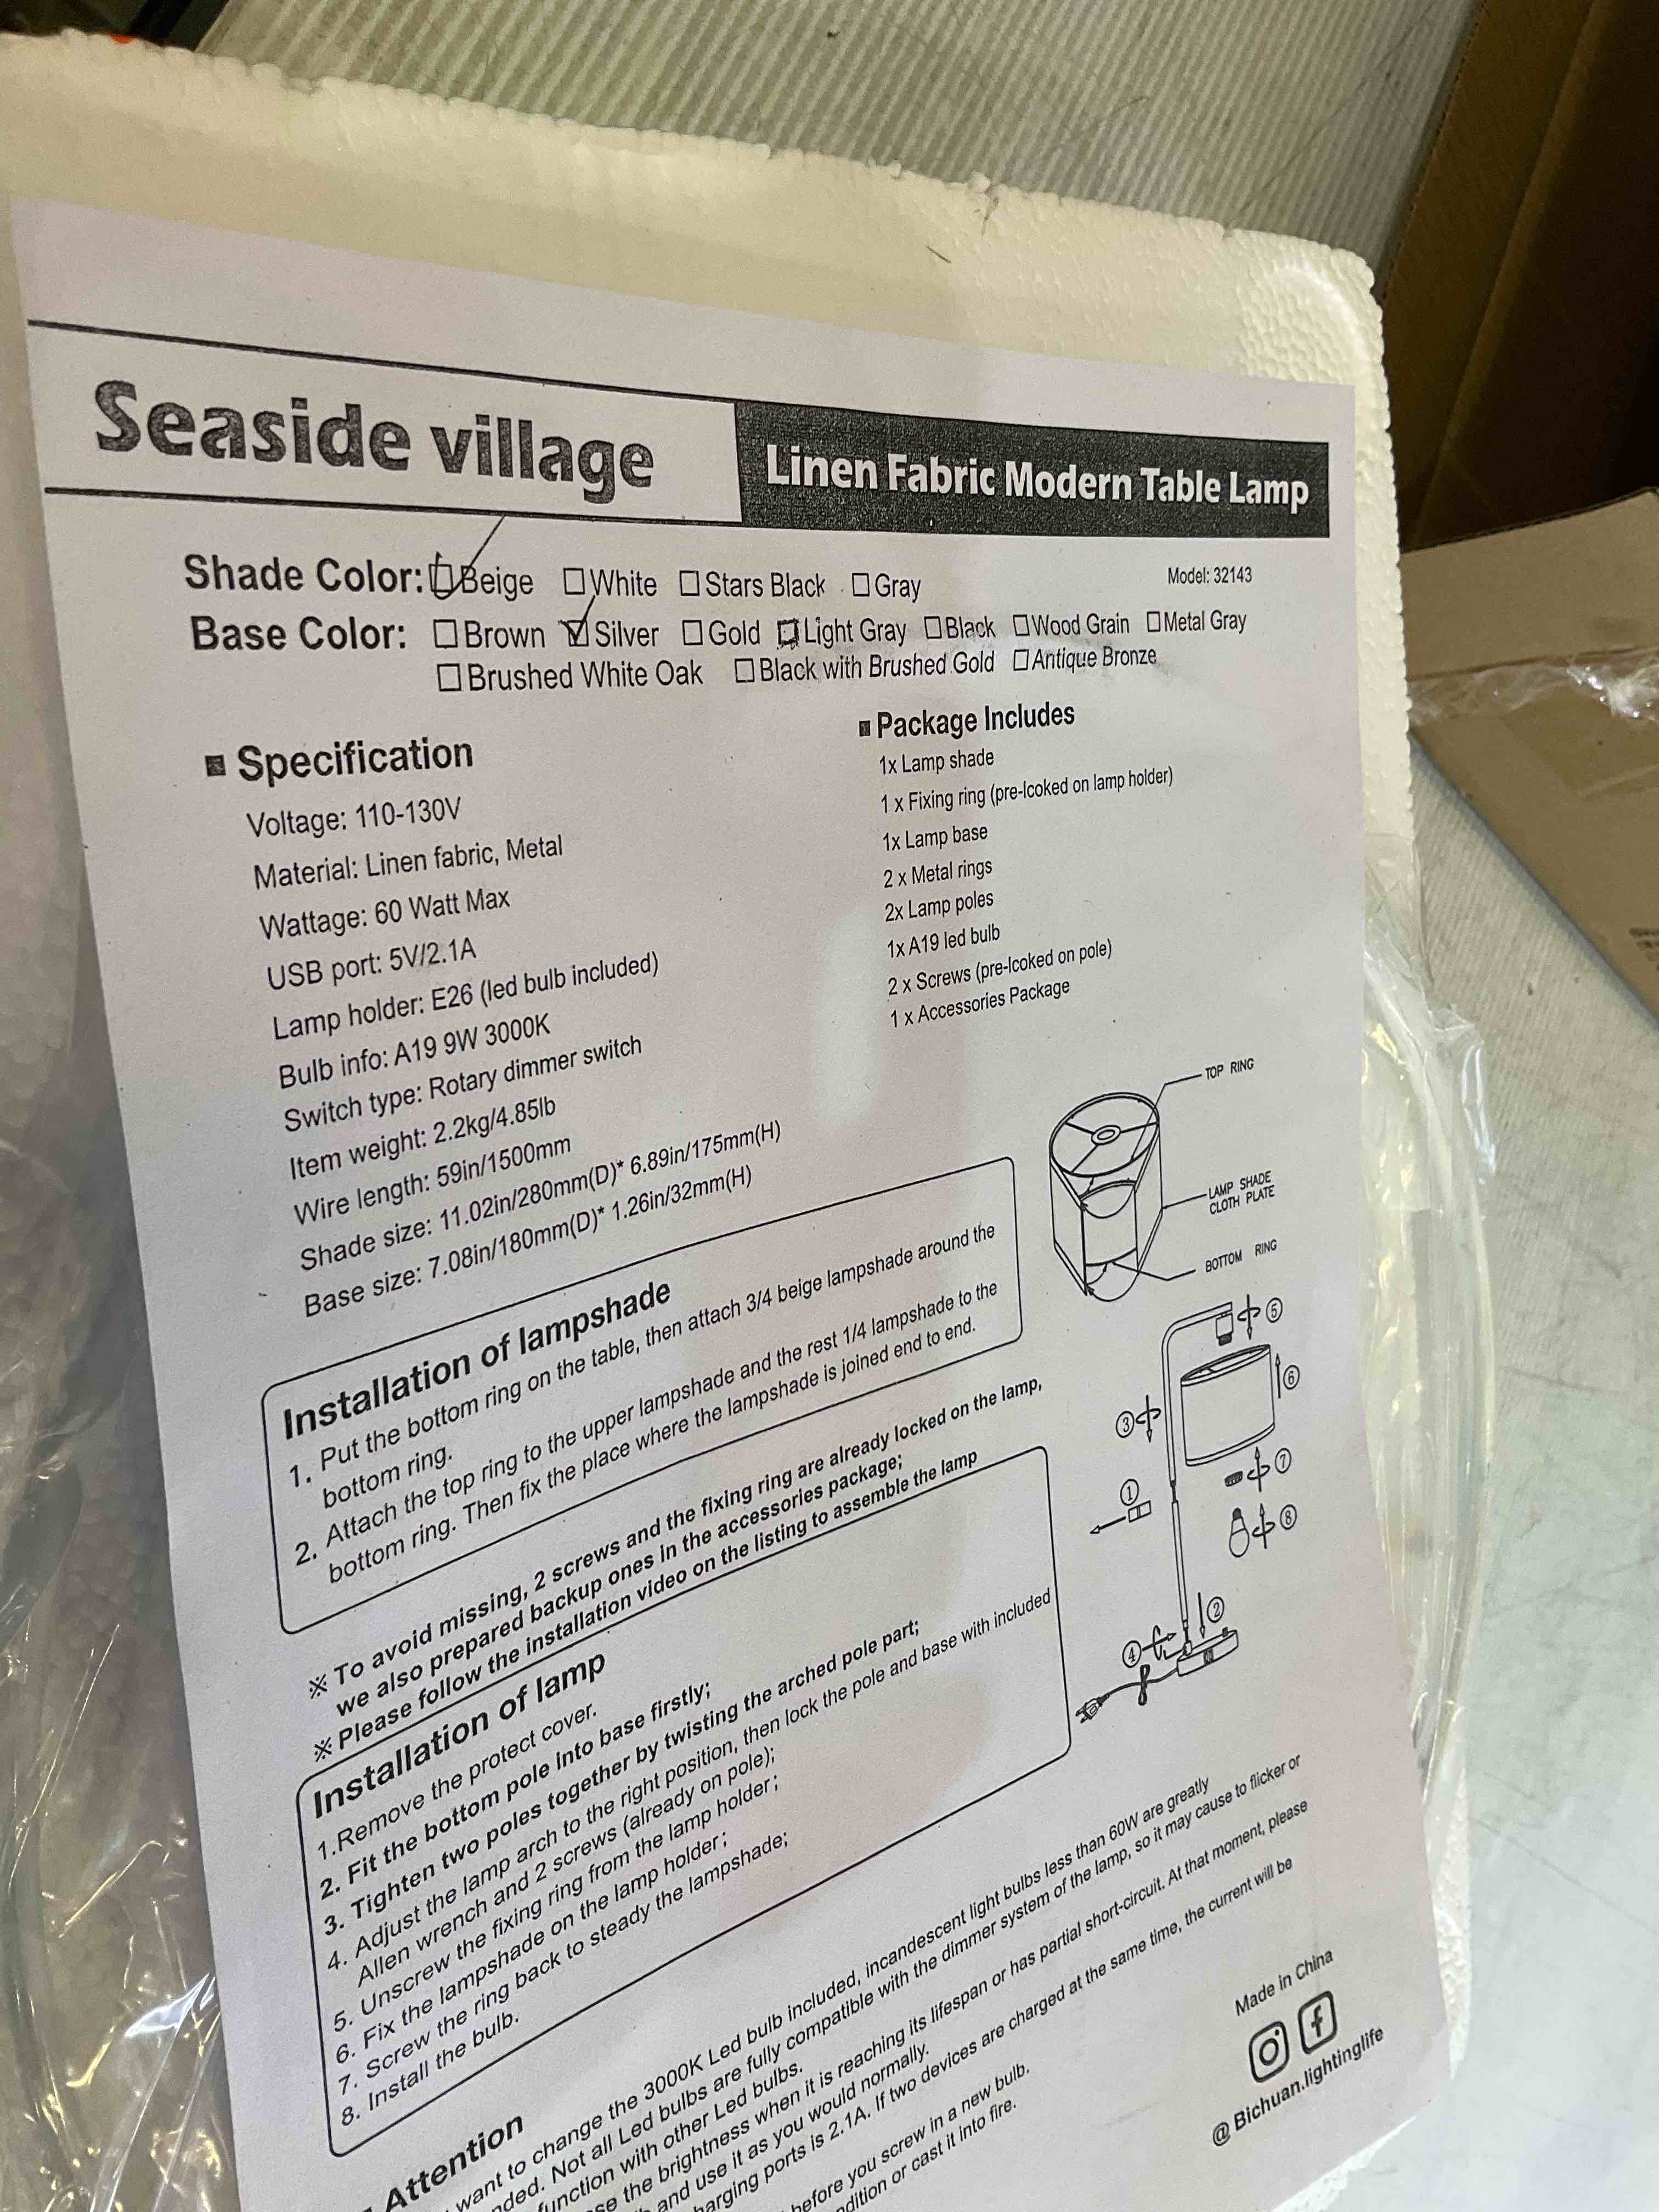 Seaside village
Linen Fabric Modern Table Lamp
Shade Color: Beige White Stars Black Gray
Model: 32143
Base Color: Brown Silver Gold Light Gray Black Wood Grain Metal Gray
Brushed White Oak Black with Brushed Gold Antique Bronze
Specification
Voltage: 110-130V
Material: Linen fabric, Metal
Wattage: 60 Watt Max
USB port: 5V/2.1A
Lamp holder: E26 (led bulb included)
Bulb info: A19 9W 3000K
Switch type: Rotary dimmer switch
Item weight: 2.2kg/4.85lb
Wire length: 59in/1500mm
Shade size: 11.02in/280mm(D)* 6.89in/175mm(H)
Base size: 7.08in/180mm(D)* 1.26in/32mm(H)
Package Includes
1x Lamp shade
1 x Fixing ring (pre-lcoked on lamp holder)
1x Lamp base
2 x Metal rings
2x Lamp poles
1x A19 led bulb
2 x Screws (pre-lcoked on pole)
1 x Accessories Package
TOP RING
LAMP SHADE
CLOTH PLATE
BOTTOM RING
Installation of lampshade
1. Put the bottom ring on the table, then attach 3/4 beige lampshade around the
bottom ring.
2. Attach the top ring to the upper lampshade and the rest 1/4 lampshade to the
bottom ring. Then fix the place where the lampshade is joined end to end.
※ To avoid missing, 2 screws and the fixing ring are already locked on the lamp,
we also prepared backup ones in the accessories package;
※ Please follow the installation video on the listing to assemble the lamp
Installation of lamp
1.Remove the protect cover.
2. Fit the bottom pole into base firstly;
3. Tighten two poles together by twisting the arched pole part;
4. Adjust the lamp arch to the right position, then lock the pole and base with included
Allen wrench and 2 screws (already on pole);
5. Unscrew the fixing ring from the lamp holder;
6. Fix the lampshade on the lamp holder;
7. Screw the ring back to steady the lampshade;
8. Install the bulb.
⑤
⑥
③
⑦
①
⑧
②
④
Attention
want to change the 3000K Led bulb included, incandescent light bulbs less than 60W are greatly
Not all Led bulbs are fully compatible with the dimmer system of the lamp, so it may cause to flicker or
function with other Led bulbs.
the brightness when it is reaching its lifespan or has partial short-circuit. At that moment, please
and use it as you would normally.
ports is 2.1A. If two devices are charged at the same time, the current will be
before you screw in a new bulb.
or cast it into fire.
Made in China
@ Bichuan.lightinglife